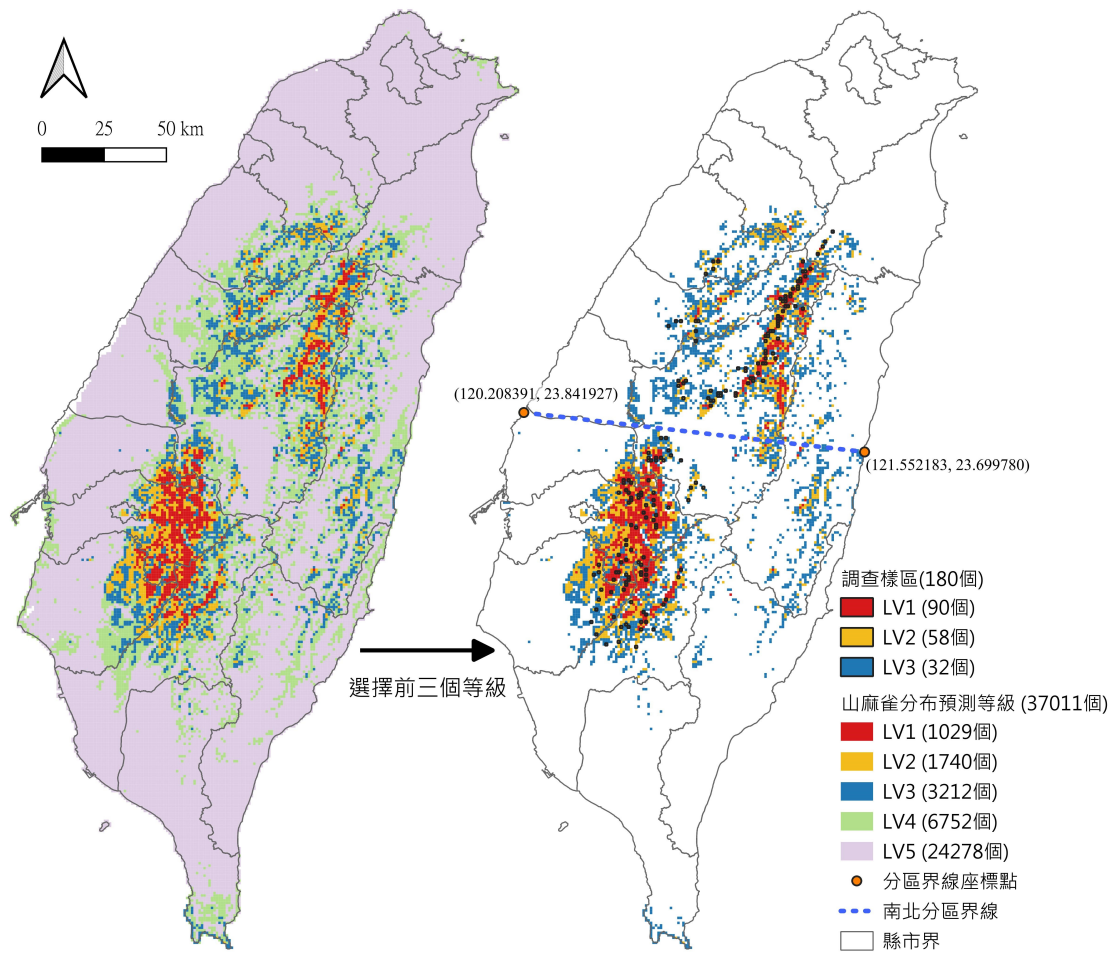 0 25 50 km
(120.208391, 23.841927)
(121.552183, 23.699780)
選擇前三個等級
調查樣區(180個)
LV1 (90個)
LV2 (58個)
LV3 (32個)
山麻雀分布預測等級 (37011個)
LV1 (1029個)
LV2 (1740個)
LV3 (3212個)
LV4 (6752個)
LV5 (24278個)
分區界線座標點
南北分區界線
縣市界